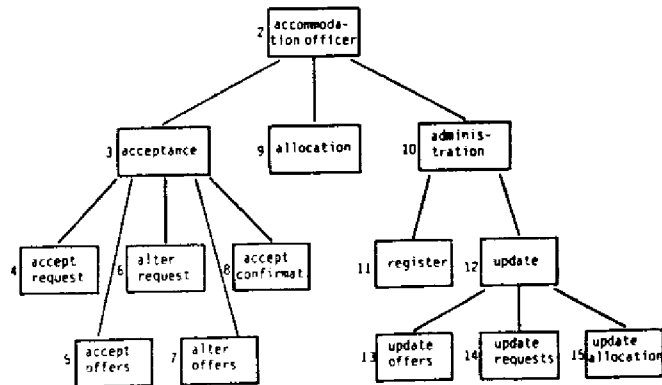 2
accommoda-
tion officer
3
acceptance
9
allocation
10
adminis-
tration
4
accept
request
6
alter
request
8
accept
confirmat.
11
register
12
update
5
accept
offers
7
alter
offers
13
update
offers
14
update
requests
15
update
allocation